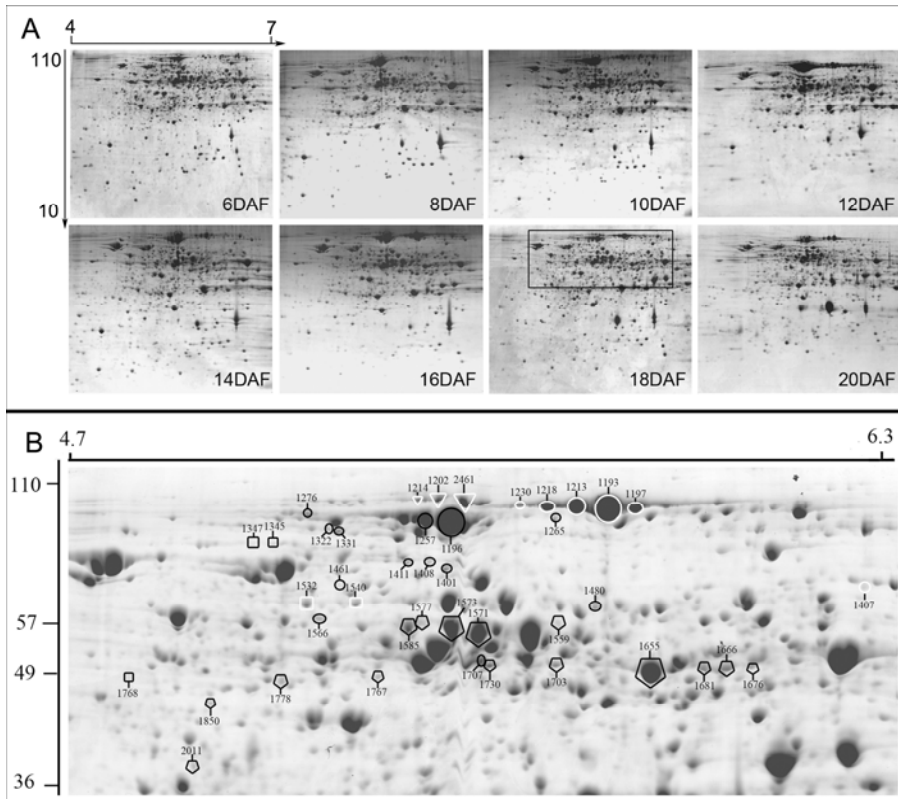 A
4 7
110
10
6DAF 8DAF 10DAF 12DAF
14DAF 16DAF 18DAF 20DAF
B
4.7 6.3
110
57
49
36
1214 1202 2461 1230 1218 1213 1193 1197
1276 1265
1347 1345 1322 1331 1257 1196
1411 1408 1401
1461 1480 1407
1532 1540
1566 1577 1573 1571 1559
1585 1655 1666
1707 1730 1703 1681 1676
1768 1778 1767
1850
2011